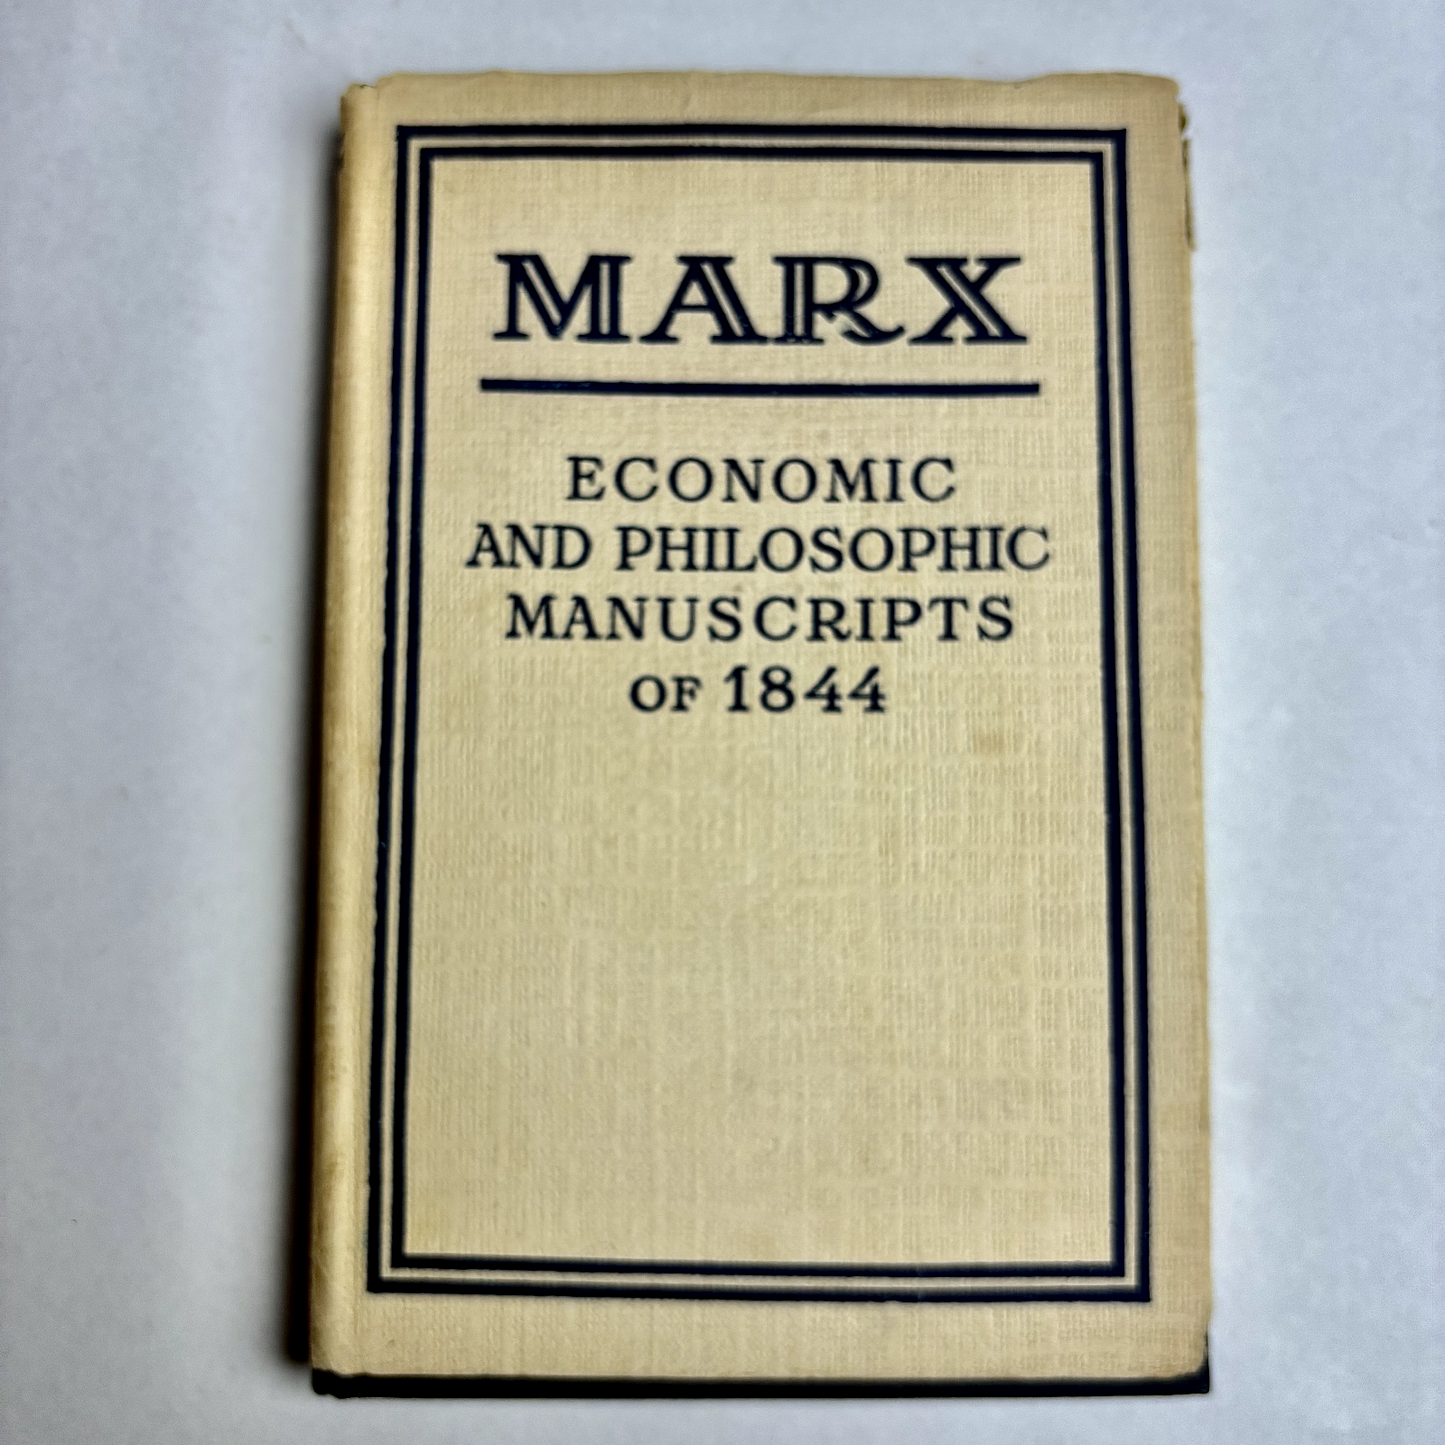 MARX
ECONOMIC
AND PHILOSOPHIC
MANUSCRIPTS
OF 1844